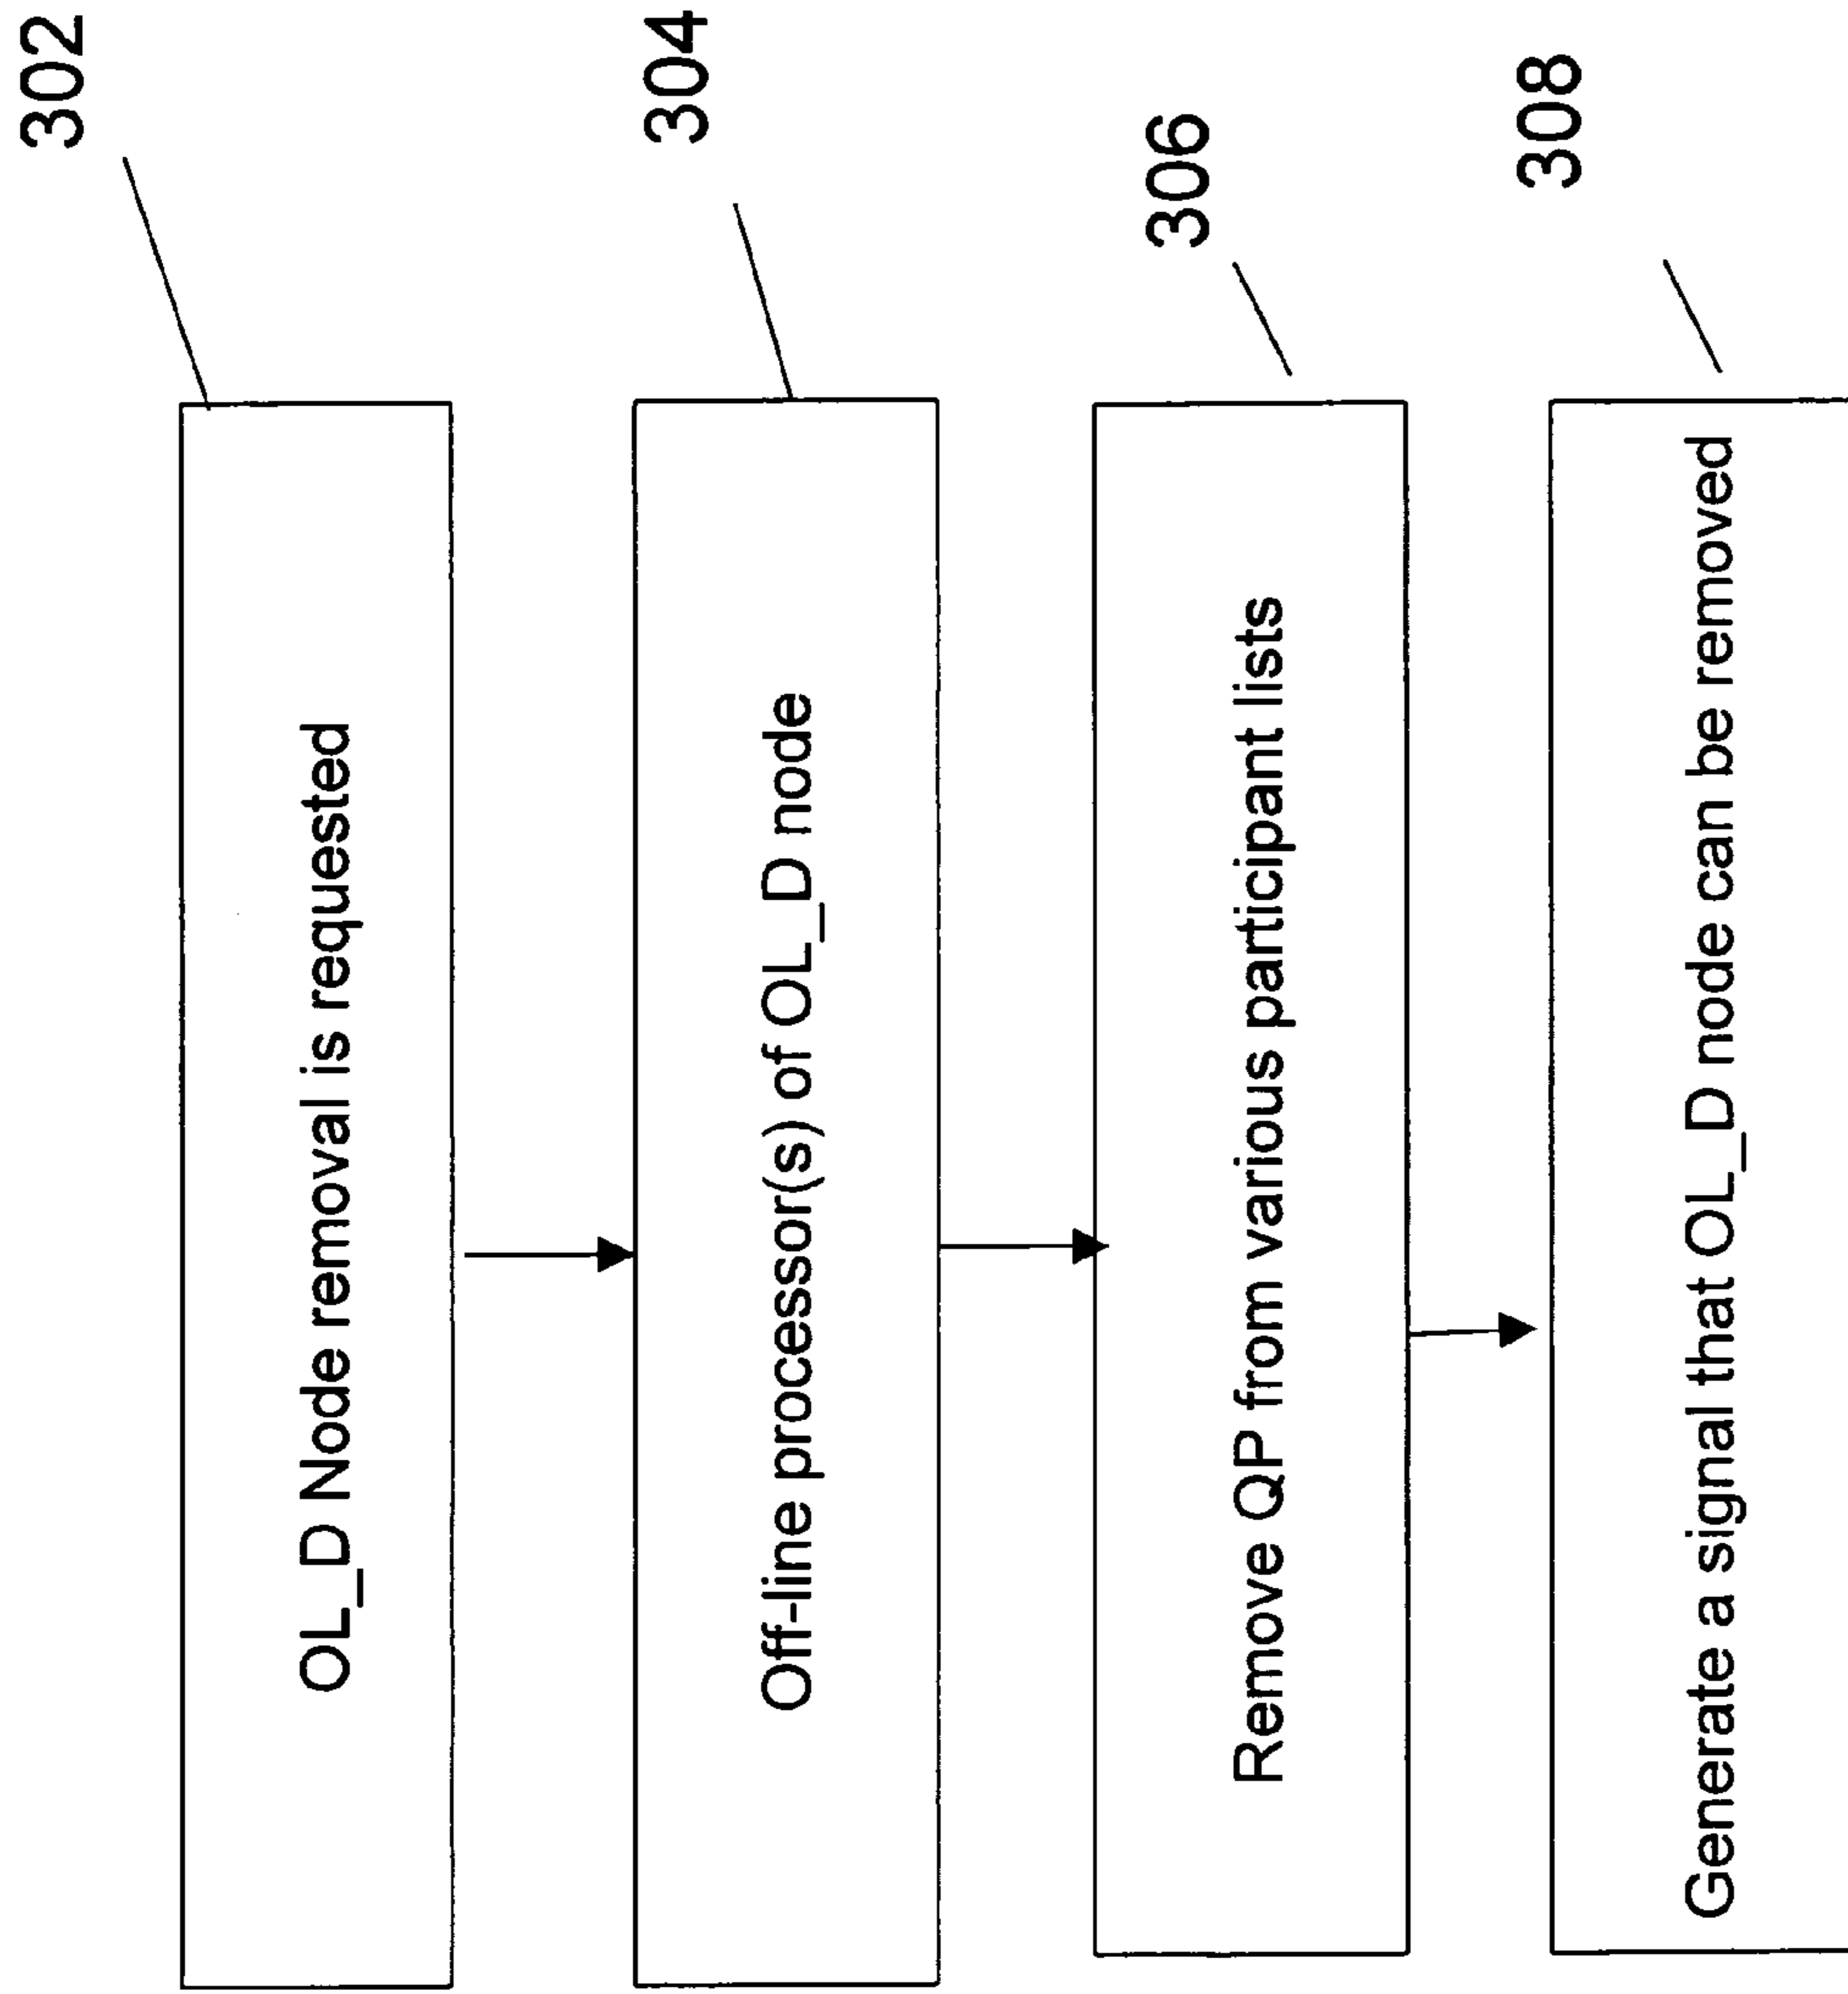 302
OL_D Node removal is requested
304
Off-line processor(s) of OL_D node
306
Remove QP from various participant lists
308
Generate a signal that OL_D node can be removed